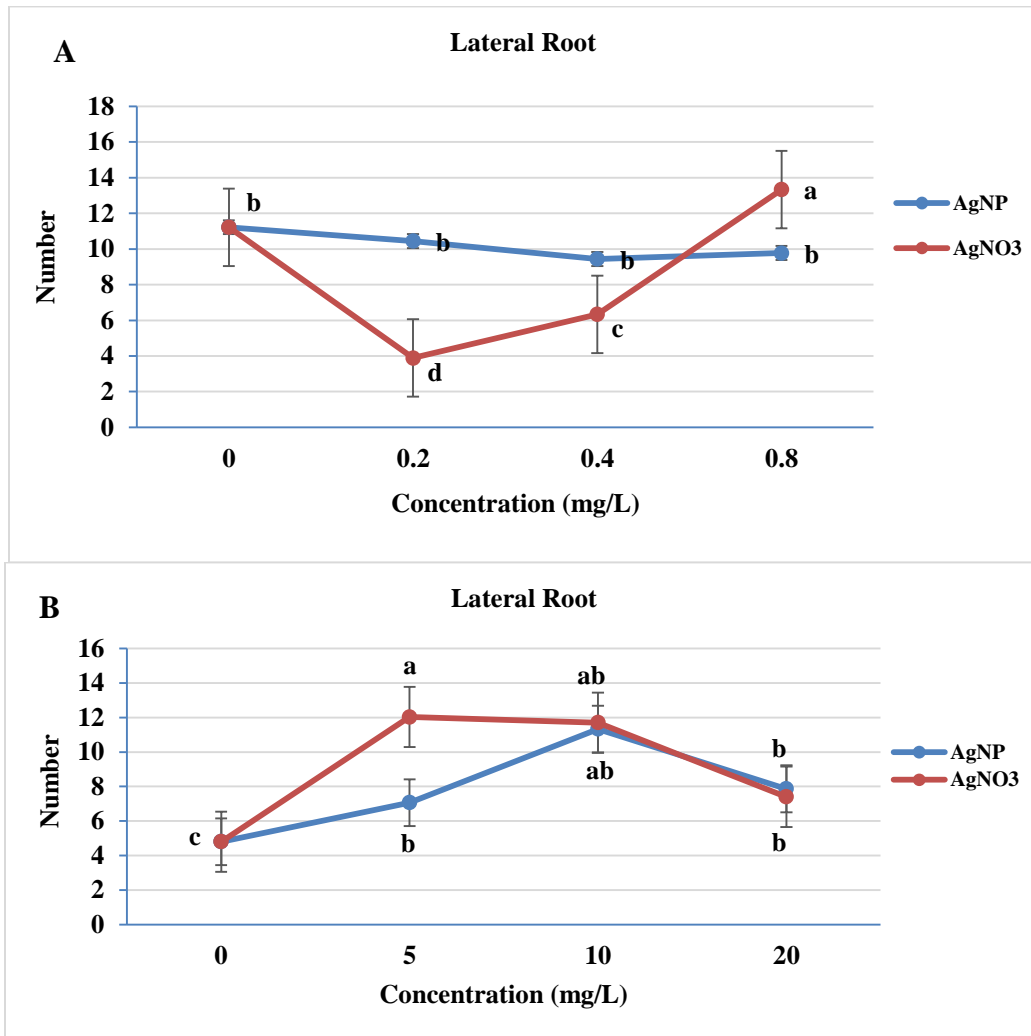 A
Lateral Root
18
16
14
12
10
8
6
4
2
0
Number
b
b
b
b
a
c
d
AgNP
AgNO3
0 0.2 0.4 0.8
Concentration (mg/L)
B
Lateral Root
16
14
12
10
8
6
4
2
0
Number
c
a
b
ab
ab
b
b
AgNP
AgNO3
0 5 10 20
Concentration (mg/L)